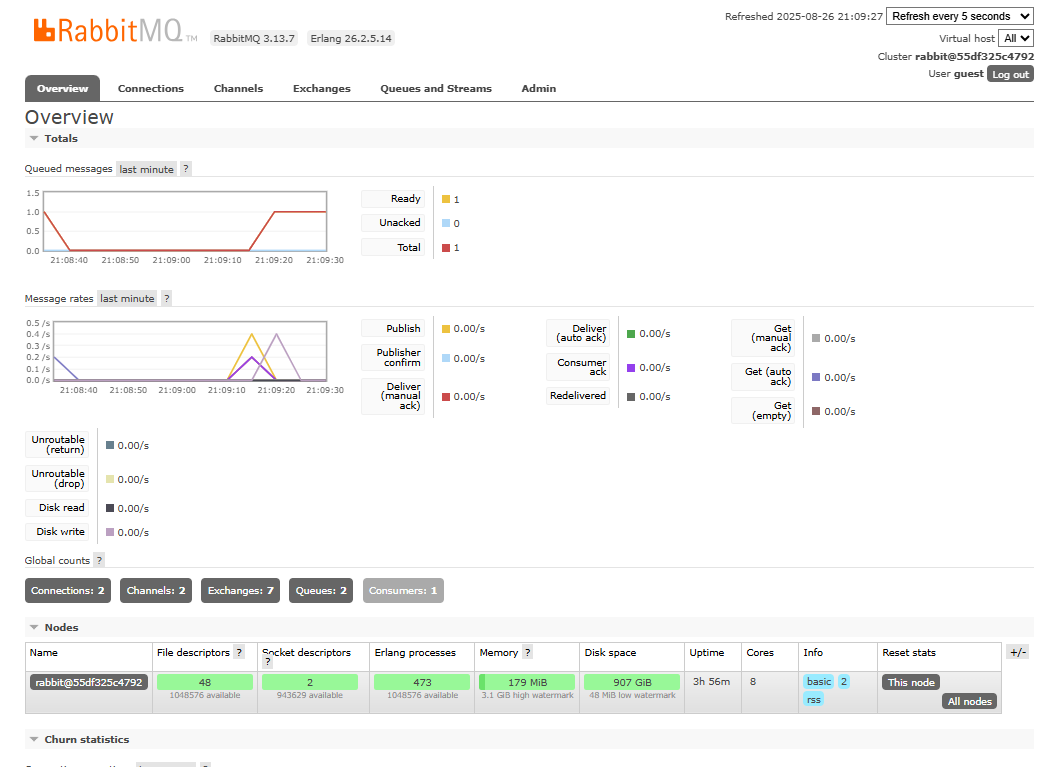 RabbitMQ TM RabbitMQ 3.13.7 Erlang 26.2.5.14
Refreshed 2025-08-26 21:09:27 Refresh every 5 seconds
Virtual host All
Cluster rabbit@55df325c4792
User guest Log out
Overview Connections Channels Exchanges Queues and Streams Admin
Overview
Totals
Queued messages last minute ?
1.5
1.0
0.5
0.0
21:08:40 21:08:50 21:09:00 21:09:10 21:09:20 21:09:30
Ready 1
Unacked 0
Total 1
Message rates last minute ?
0.5 /s
0.4 /s
0.3 /s
0.2 /s
0.1 /s
0.0 /s
21:08:40 21:08:50 21:09:00 21:09:10 21:09:20 21:09:30
Publish 0.00/s
Publisher
confirm 0.00/s
Deliver
(manual
ack) 0.00/s
Deliver
(auto ack) 0.00/s
Consumer
ack 0.00/s
Redelivered 0.00/s
Get
(manual
ack) 0.00/s
Get (auto
ack) 0.00/s
Get
(empty) 0.00/s
Unroutable
(return) 0.00/s
Unroutable
(drop) 0.00/s
Disk read 0.00/s
Disk write 0.00/s
Global counts ?
Connections: 2 Channels: 2 Exchanges: 7 Queues: 2 Consumers: 1
Nodes
Name File descriptors ? Socket descriptors ? Erlang processes Memory ? Disk space Uptime Cores Info Reset stats +/-
rabbit@55df325c4792 48 2 473 179 MiB 907 GiB 3h 56m 8 basic 2 This node
1048576 available 943629 available 1048576 available 3.1 GiB high watermark 48 MiB low watermark
rss All nodes
Churn statistics